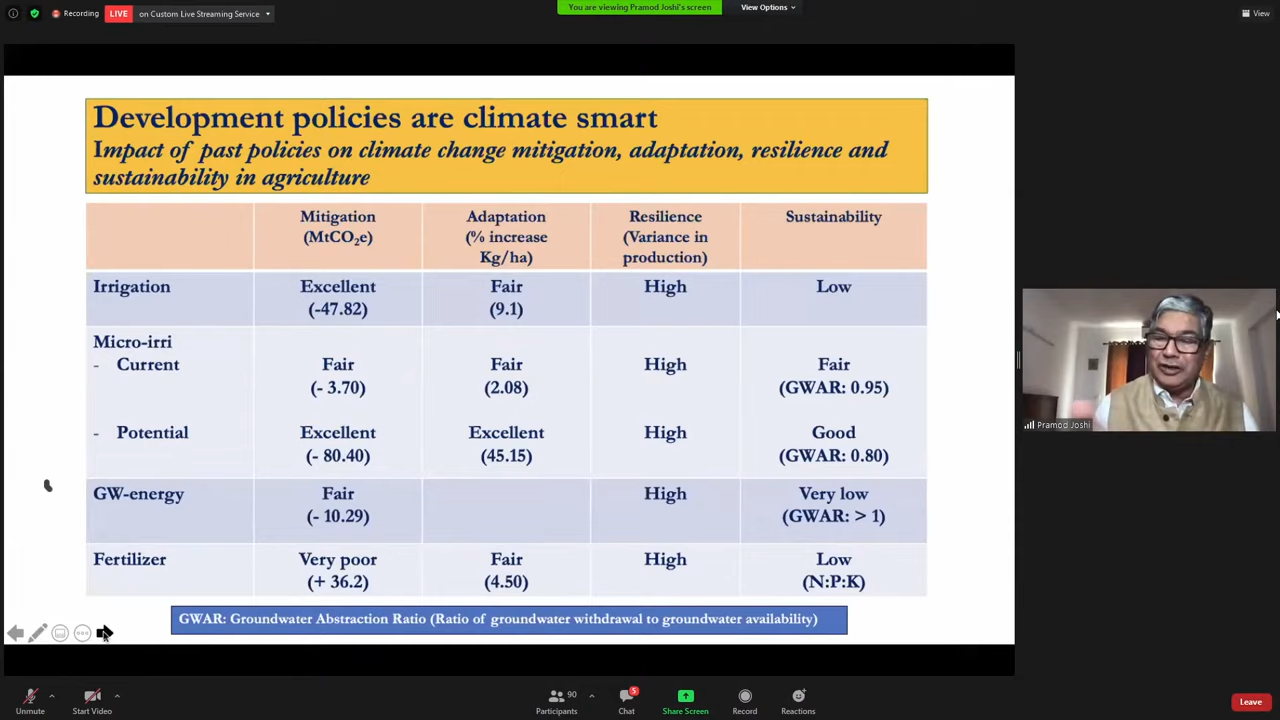 Recording
LIVE
on Custom Live Streaming Service
You are viewing Pramod Joshi's screen
View Options
View
Development policies are climate smart
Impact of past policies on climate change mitigation, adaptation, resilience and
sustainability in agriculture
Mitigation
(MtCO₂e)
Adaptation
(% increase
Kg/ha)
Resilience
(Variance in
production)
Sustainability
Irrigation
Excellent
(-47.82)
Fair
(9.1)
High
Low
Micro-irri
- Current
Fair
(- 3.70)
Fair
(2.08)
High
Fair
(GWAR: 0.95)
- Potential
Excellent
(- 80.40)
Excellent
(45.15)
High
Good
(GWAR: 0.80)
GW-energy
Fair
(- 10.29)
High
Very low
(GWAR: > 1)
Fertilizer
Very poor
(+ 36.2)
Fair
(4.50)
High
Low
(N:P:K)
GWAR: Groundwater Abstraction Ratio (Ratio of groundwater withdrawal to groundwater availability)
Pramod Joshi
Unmute
Start Video
90
Participants
5
Chat
Share Screen
Record
Reactions
Leave